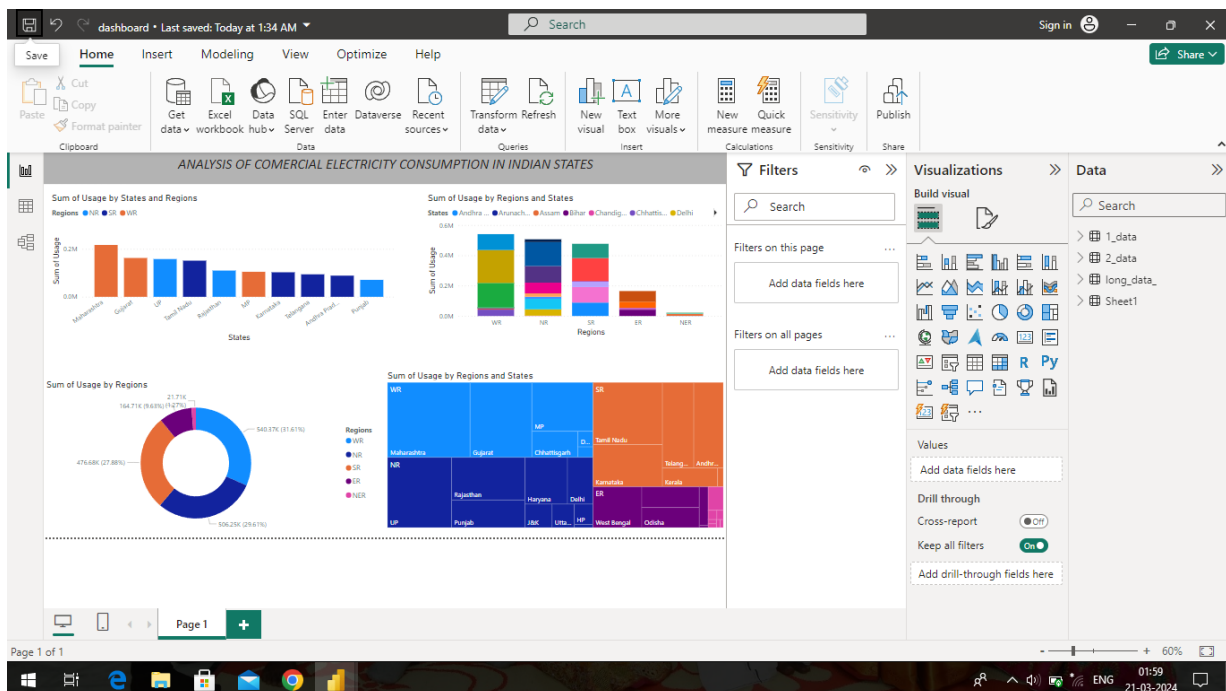 dashboard • Last saved: Today at 1:34 AM
Search
Sign in
Save
Home Insert Modeling View Optimize Help
Share
Paste
Cut
Copy
Format painter
Get data
Excel workbook
Data hub
SQL Server
Enter data
Dataverse
Recent sources
Transform data
Refresh
New visual
Text box
More visuals
New measure
Quick measure
Sensitivity
Publish
Clipboard Data Queries Insert Calculations Sensitivity Share
ANALYSIS OF COMERCIAL ELECTRICITY CONSUMPTION IN INDIAN STATES
Sum of Usage by States and Regions
Regions NR SR WR
Sum of Usage
0.2M
0.0M
Maharashtra Gujarat UP Tamil Nadu Rajasthan MP Karnataka Telangana Andhra Prad... Punjab
States
Sum of Usage by Regions and States
States Andhra ... Arunach... Assam Bihar Chandig... Chhattis... Delhi
Sum of Usage
0.6M
0.4M
0.2M
0.0M
WR NR SR ER NER
Regions
Sum of Usage by Regions
21.71K
(1.27%)
164.71K (9.63%)
540.37K (31.61%)
476.68K (27.88%)
506.25K (29.61%)
Regions
WR
NR
SR
ER
NER
Sum of Usage by Regions and States
WR
Maharashtra
Gujarat
MP
Chhattisgarh
D...
NR
UP
Rajasthan
Punjab
Haryana
Delhi
J&K
Utta...
HP
SR
Tamil Nadu
Karnataka
Telang...
Andhr...
Kerala
ER
West Bengal
Odisha
Filters
Search
Filters on this page
...
Add data fields here
Filters on all pages
...
Add data fields here
Visualizations
Build visual
123
R Py
123
...
Values
Add data fields here
Drill through
Cross-report Off
Keep all filters On
Add drill-through fields here
Data
Search
1_data
2_data
long_data_
Sheet1
Page 1
Page 1 of 1
- + 60%
ENG
01:59
21-03-2024